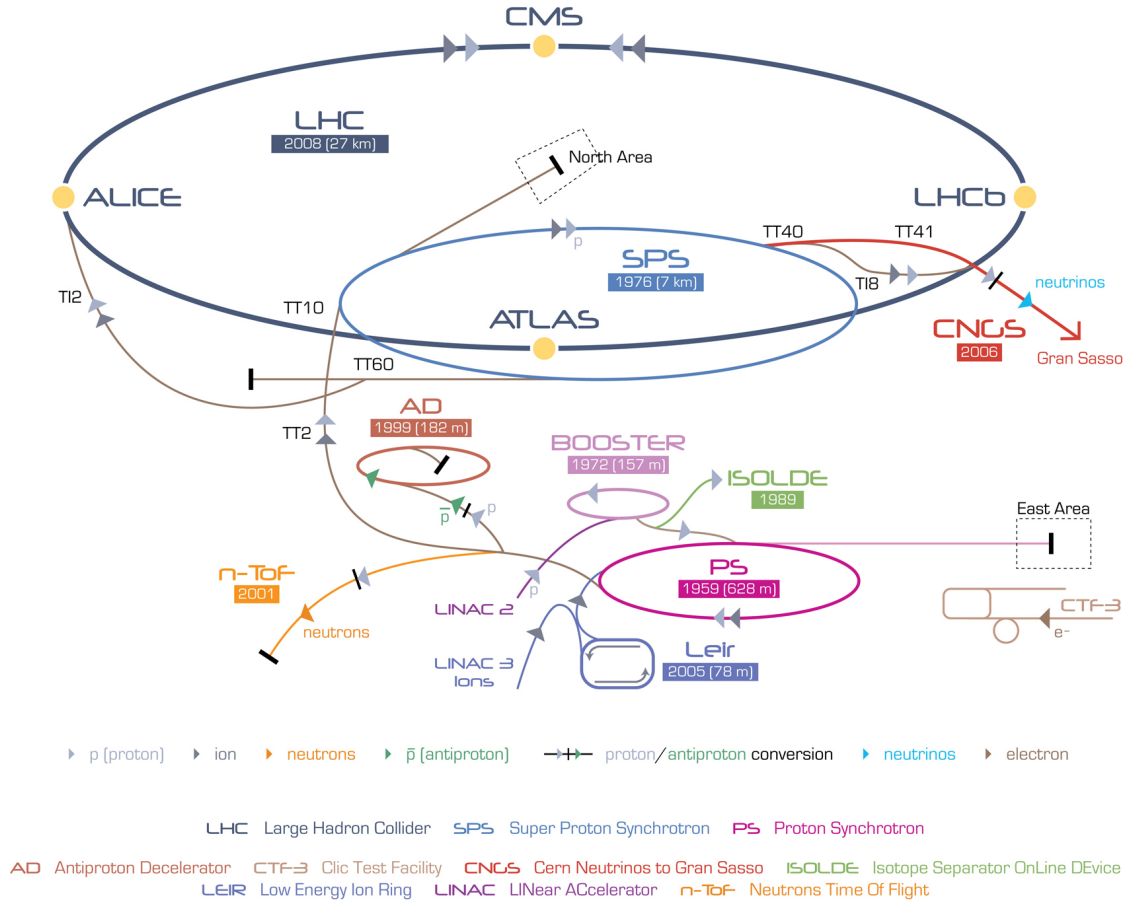 CMS
LHC
2008 (27 km)
North Area
ALICE
LHCb
TT40
TT41
p
SPS
1976 (7 km)
TI8
neutrinos
TI2
TT10
ATLAS
CNGS
2006
Gran Sasso
TT60
AD
1999 (182 m)
TT2
BOOSTER
1972 (157 m)
ISOLDE
1989
p̅
p
East Area
n-ToF
2001
PS
1959 (628 m)
p
LINAC 2
CTF-3
neutrons
e-
LINAC 3
Ions
Leir
2005 (78 m)
p (proton) ion neutrons p̅ (antiproton) proton/antiproton conversion neutrinos electron
LHC Large Hadron Collider SPS Super Proton Synchrotron PS Proton Synchrotron
AD Antiproton Decelerator CTF-3 Clic Test Facility CNGS Cern Neutrinos to Gran Sasso ISOLDE Isotope Separator OnLine DEvice
LEIR Low Energy Ion Ring LINAC LINear ACcelerator n-ToF Neutrons Time Of Flight